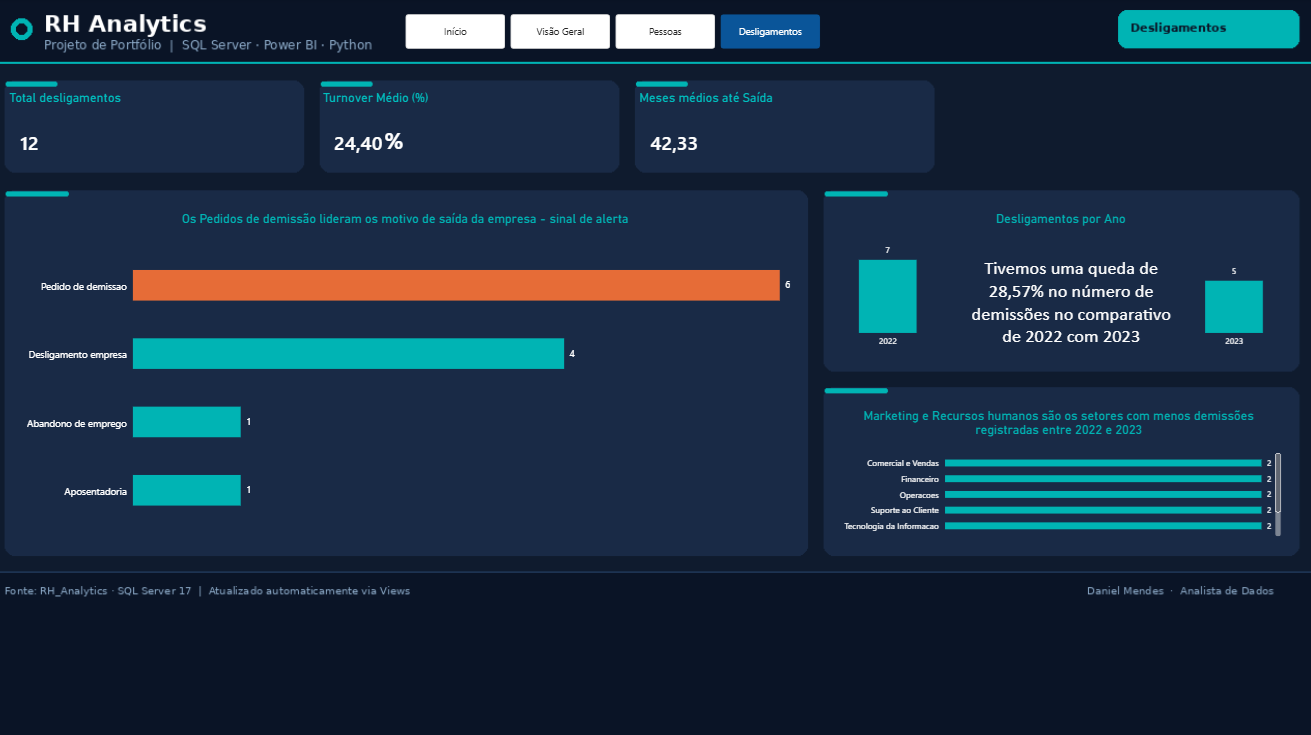 RH Analytics
Projeto de Portfólio | SQL Server · Power BI · Python
Início
Visão Geral
Pessoas
Desligamentos
Desligamentos
Total desligamentos
12
Turnover Médio (%)
24,40%
Meses médios até Saída
42,33
Os Pedidos de demissão lideram os motivo de saída da empresa - sinal de alerta
Pedido de demissao
6
Desligamento empresa
4
Abandono de emprego
1
Aposentadoria
1
Desligamentos por Ano
7
2022
Tivemos uma queda de
28,57% no número de
demissões no comparativo
de 2022 com 2023
5
2023
Marketing e Recursos humanos são os setores com menos demissões
registradas entre 2022 e 2023
Comercial e Vendas
2
Financeiro
2
Operacoes
2
Suporte ao Cliente
2
Tecnologia da Informacao
2
Fonte: RH_Analytics · SQL Server 17 | Atualizado automaticamente via Views
Daniel Mendes · Analista de Dados